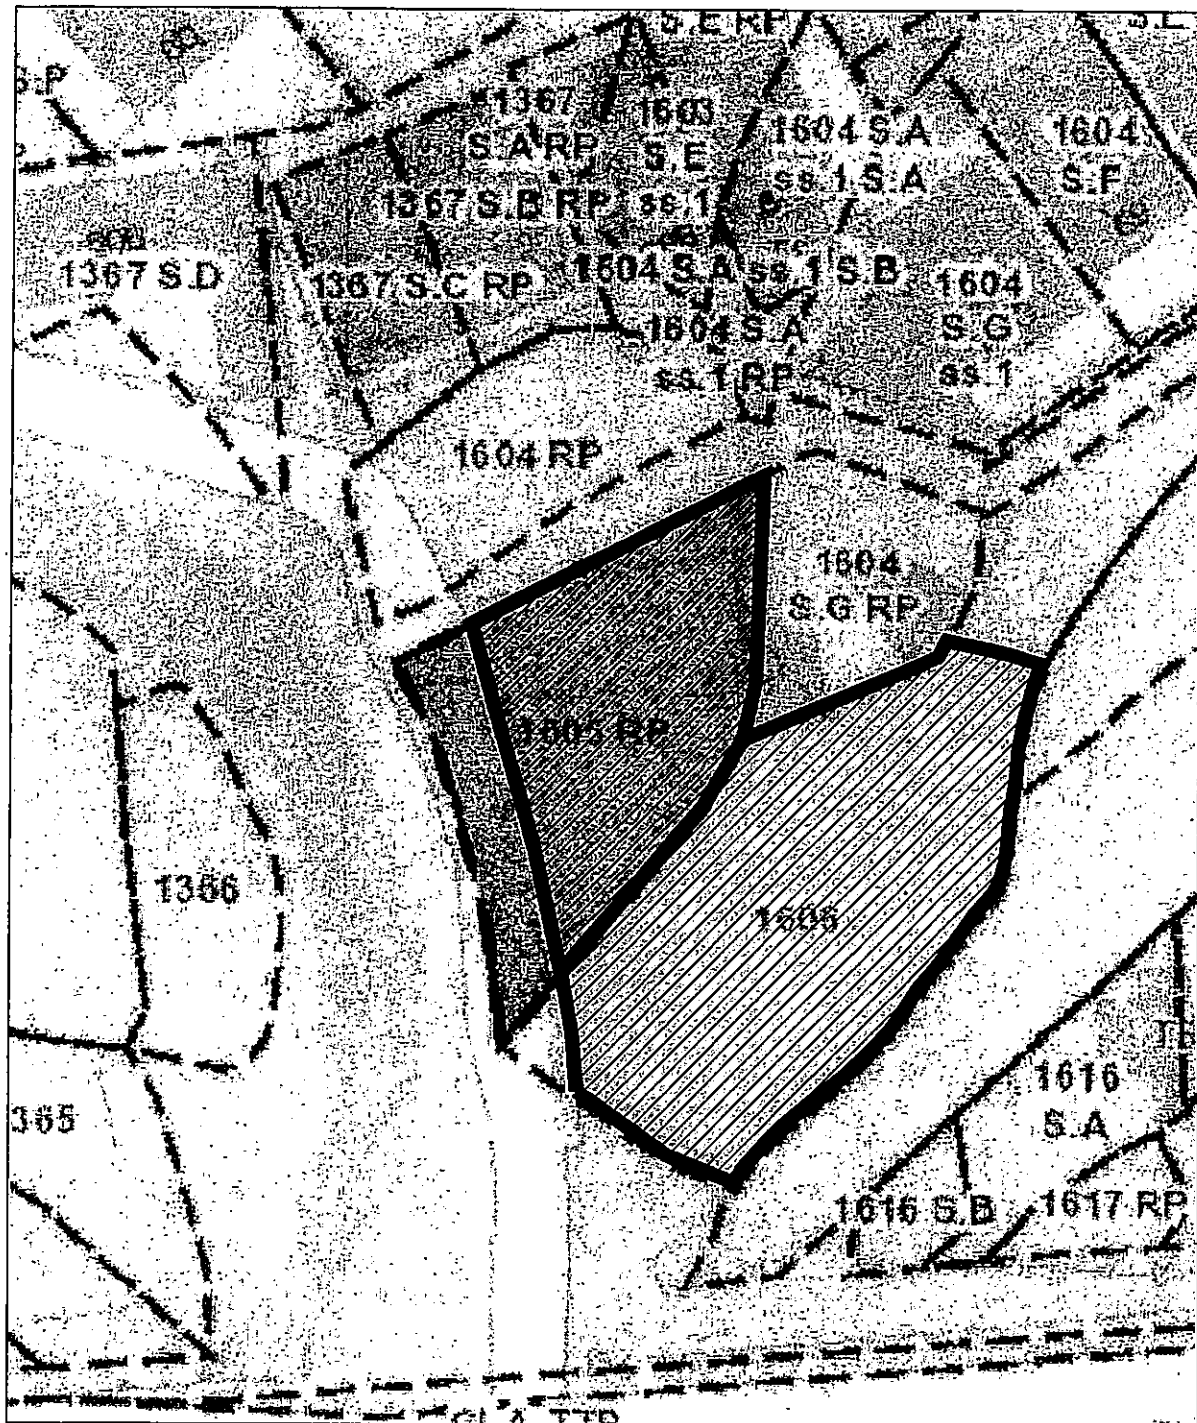 S.E RP
S.P
1367
S.A RP
1603
S.E
ss.1
1604 S.A
ss.1 S.A
1604
S.F
1367 S.B RP
1367 S.D
1367 S.C RP
1604 S.A ss.1 S.B
1604
S.G
ss.1
1604 S.A
ss.1 RP
1604 RP
1604
S.G RP
1605 RP
1366
1606
1616
S.A
365
1616 S.B
1617 RP